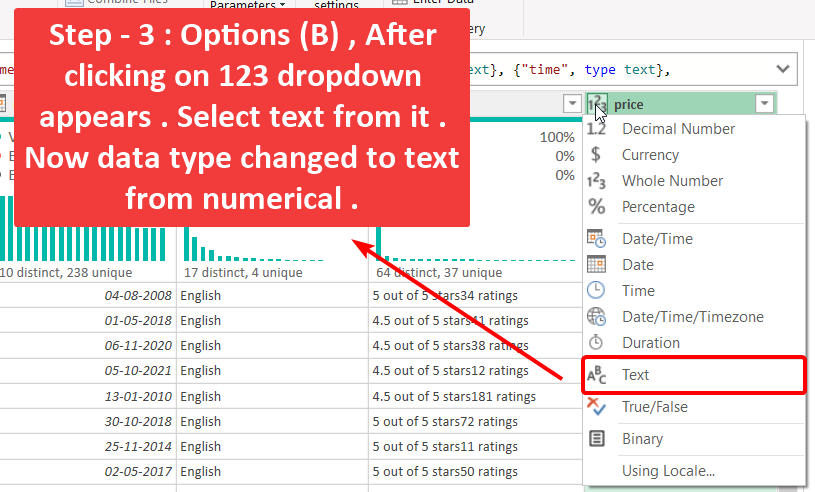 Combine Files
Parameters
settings
Enter Data
Step - 3 : Options (B) , After
clicking on 123 dropdown
appears . Select text from it .
Now data type changed to text
from numerical .
text}, {"time", type text},
123 price
100%
0%
0%
10 distinct, 238 unique
17 distinct, 4 unique
64 distinct, 37 unique
04-08-2008 English 5 out of 5 stars34 ratings
01-05-2018 English 4.5 out of 5 stars41 ratings
06-11-2020 English 4.5 out of 5 stars38 ratings
05-10-2021 English 4.5 out of 5 stars12 ratings
13-01-2010 English 4.5 out of 5 stars181 ratings
30-10-2018 English 5 out of 5 stars72 ratings
25-11-2014 English 5 out of 5 stars11 ratings
02-05-2017 English 5 out of 5 stars50 ratings
1.2 Decimal Number
$ Currency
123 Whole Number
% Percentage
Date/Time
Date
Time
Date/Time/Timezone
Duration
ABC Text
True/False
Binary
Using Locale...